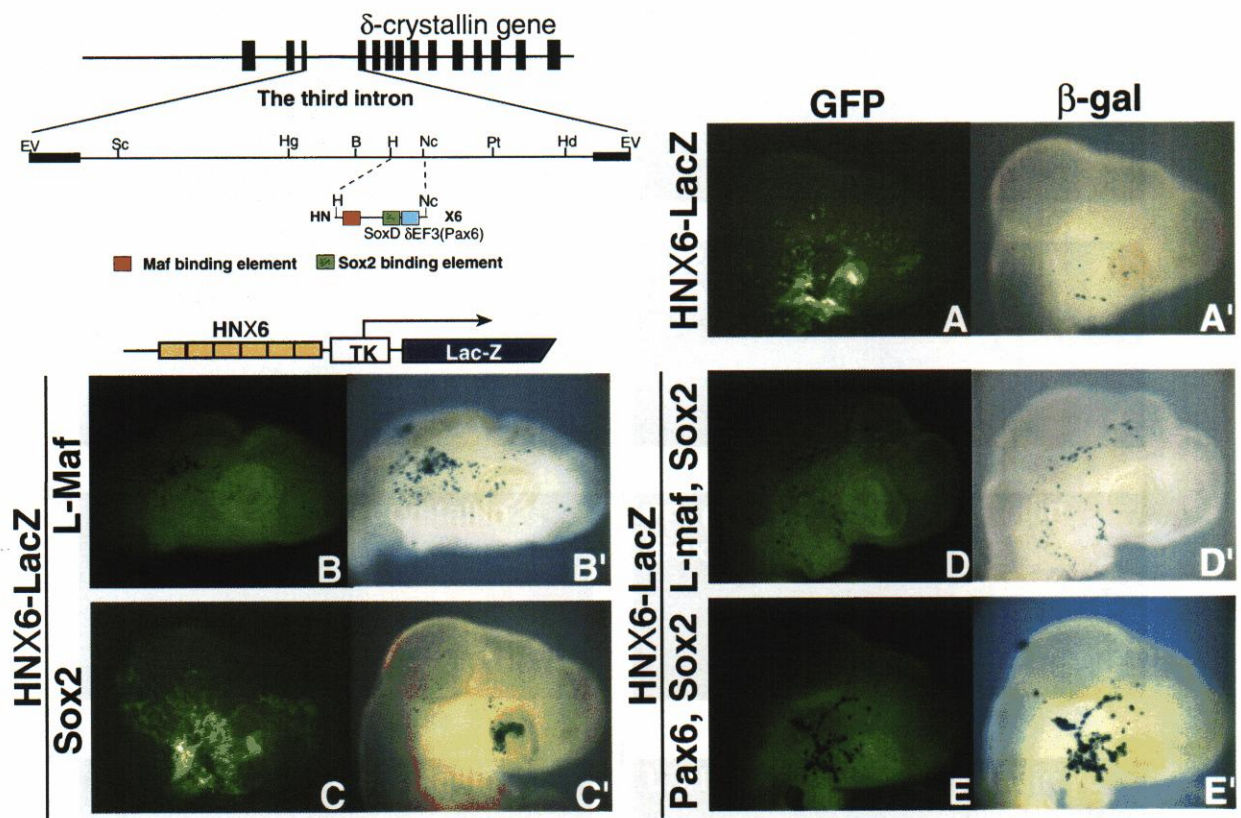 δ-crystallin gene
The third intron
EV Sc Hg B H Nc Pt Hd EV
H Nc
HN X6
SoxD δEF3(Pax6)
Maf binding element Sox2 binding element
HNX6
TK Lac-Z
GFP β-gal
HNX6-LacZ
A A'
HNX6-LacZ
L-Maf
B B'
Sox2
C C'
HNX6-LacZ
L-maf, Sox2
D D'
Pax6, Sox2
E E'